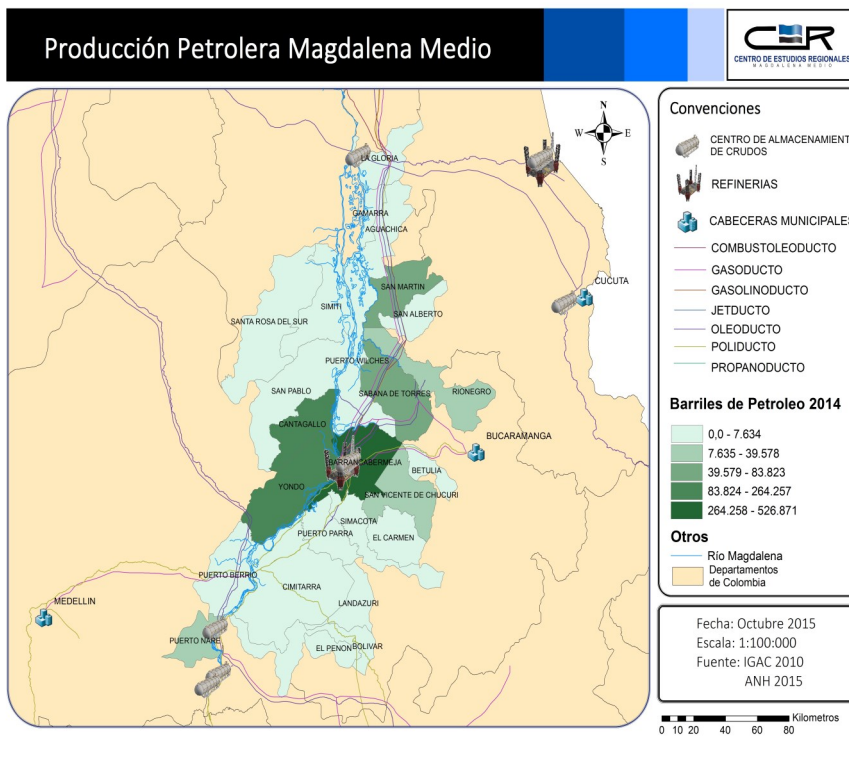 Producción Petrolera Magdalena Medio
CER
CENTRO DE ESTUDIOS REGIONALES
MAGDALENA MEDIO
N
W
E
S
LA GLORIA
GAMARRA
AGUACHICA
SAN MARTIN
CUCUTA
SIMITI
SAN ALBERTO
SANTA ROSA DEL SUR
PUERTO WILCHES
SAN PABLO
SABANA DE TORRES
RIONEGRO
CANTAGALLO
BUCARAMANGA
BARRANCABERMEJA
BETULIA
YONDO
SAN VICENTE DE CHUCURI
SIMACOTA
PUERTO PARRA
EL CARMEN
PUERTO BERRIO
CIMITARRA
MEDELLIN
LANDAZURI
PUERTO NARE
EL PENON
BOLIVAR
Convenciones
CENTRO DE ALMACENAMIENT
DE CRUDOS
REFINERIAS
CABECERAS MUNICIPALES
COMBUSTOLEODUCTO
GASODUCTO
GASOLINODUCTO
JETDUCTO
OLEODUCTO
POLIDUCTO
PROPANODUCTO
Barriles de Petroleo 2014
0,0 - 7.634
7.635 - 39.578
39.579 - 83.823
83.824 - 264.257
264.258 - 526.871
Otros
Río Magdalena
Departamentos
de Colombia
Fecha: Octubre 2015
Escala: 1:100:000
Fuente: IGAC 2010
ANH 2015
Kilometros
0 10 20 40 60 80